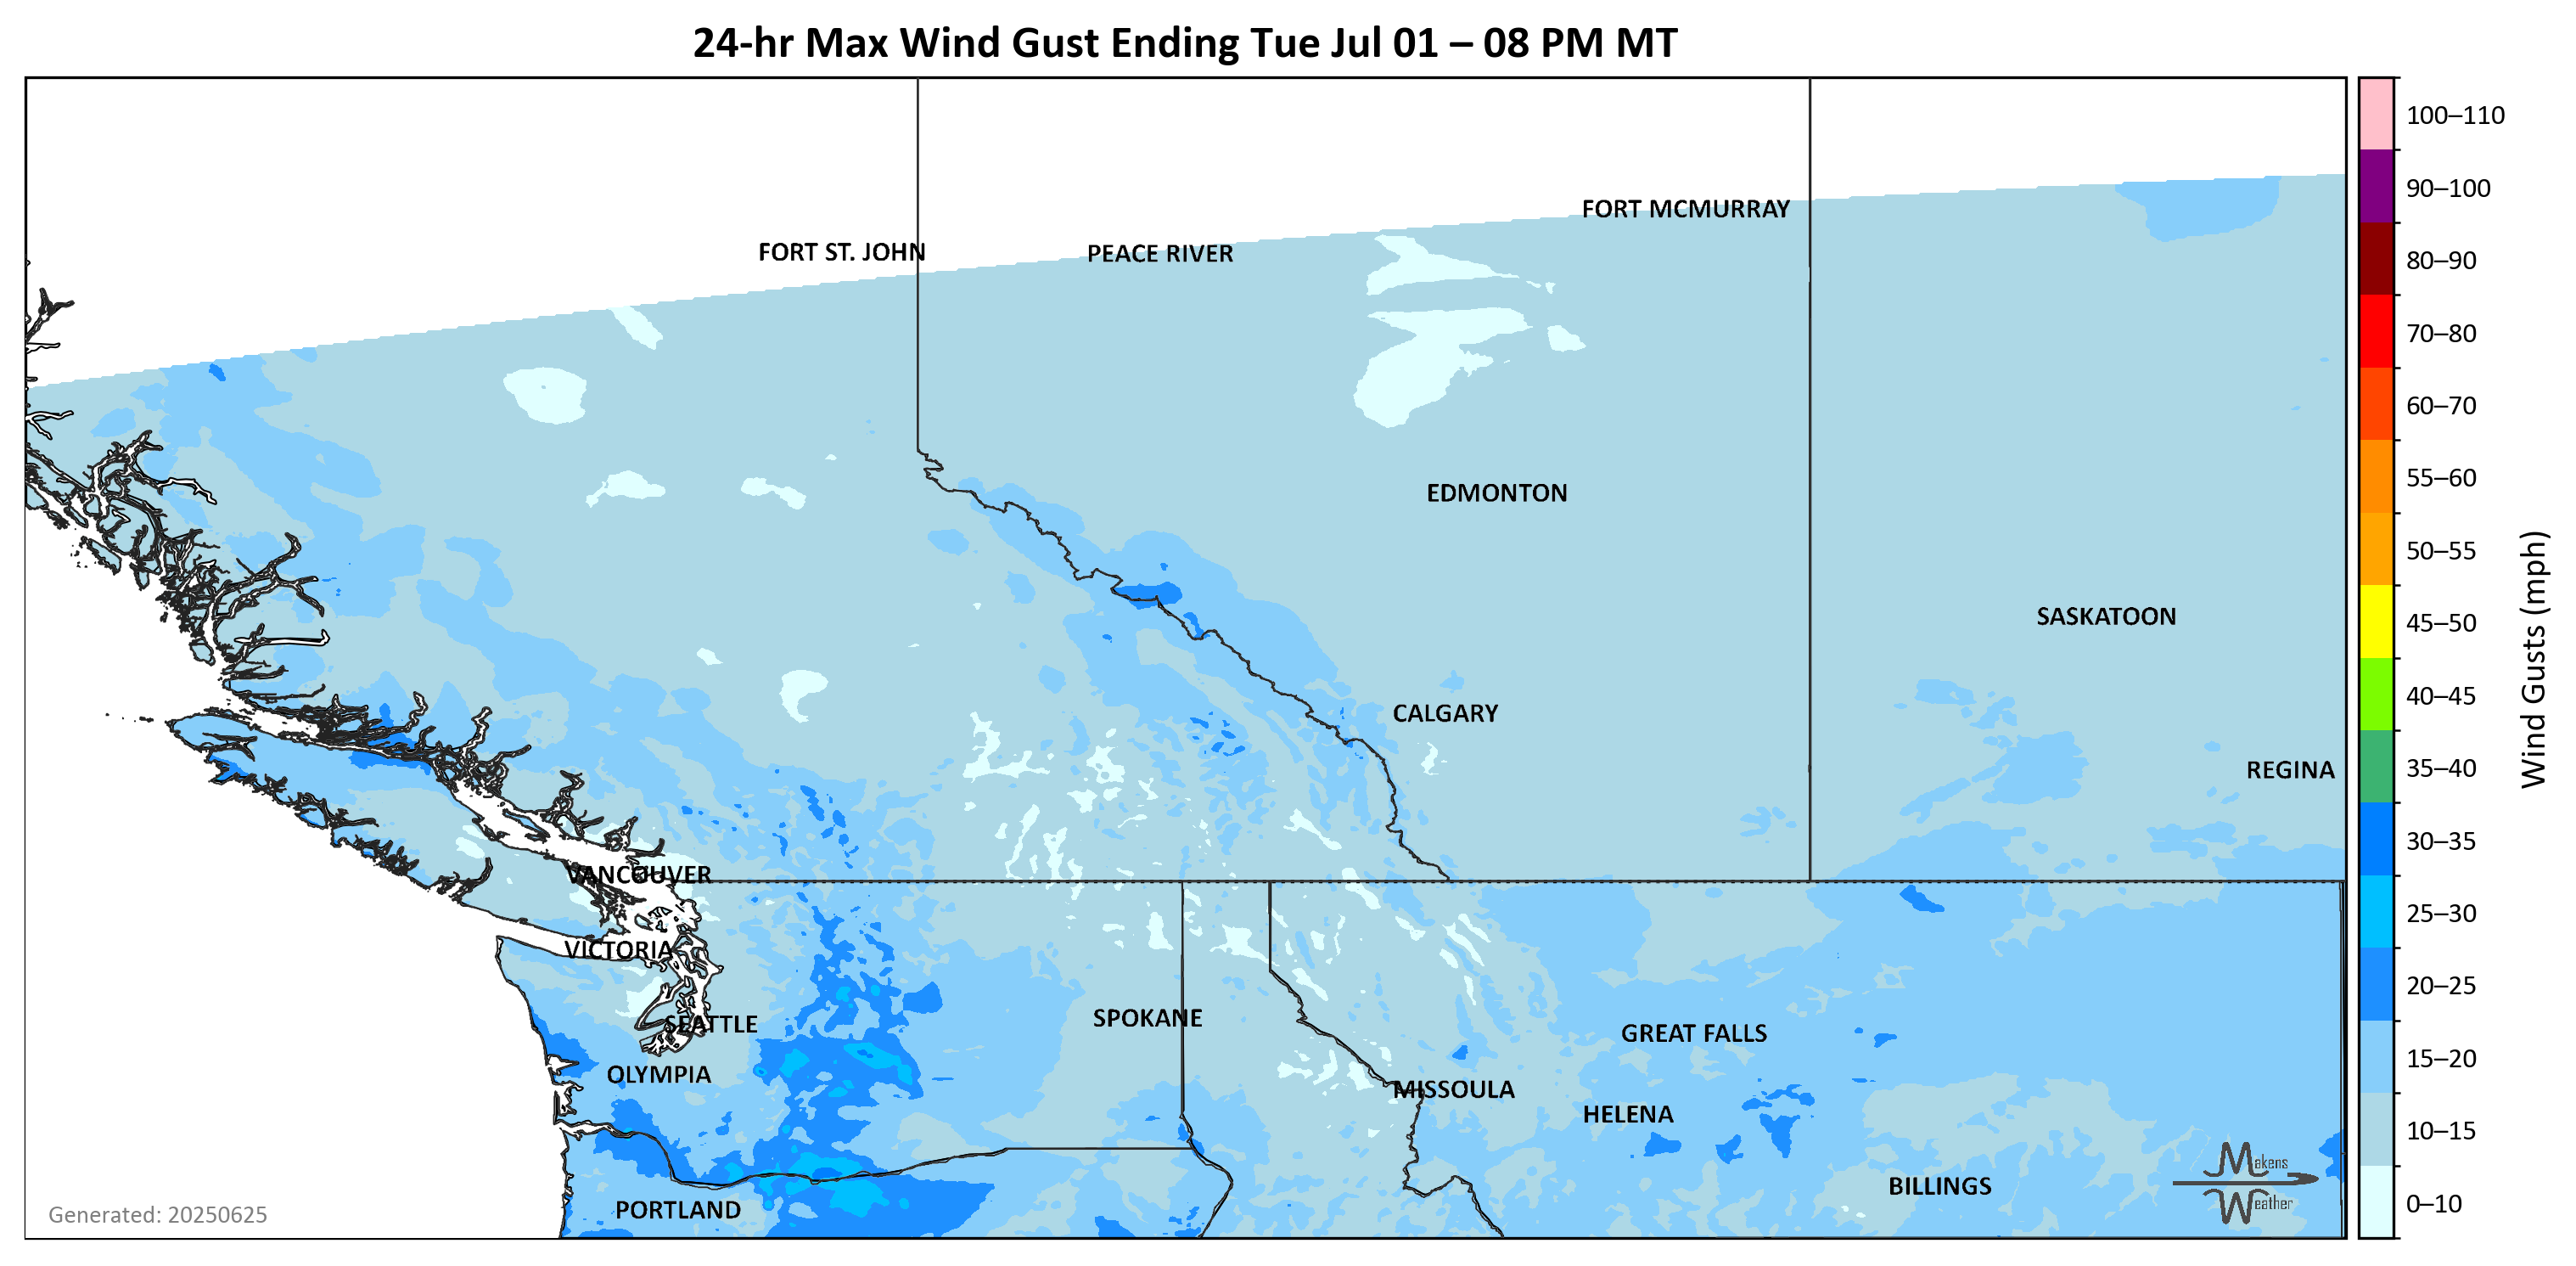 24-hr Max Wind Gust Ending Tue Jul 01 – 08 PM MT
100–110
90–100
80–90
70–80
60–70
55–60
50–55
45–50
40–45
35–40
30–35
25–30
20–25
15–20
10–15
0–10
Wind Gusts (mph)
FORT MCMURRAY
FORT ST. JOHN
PEACE RIVER
EDMONTON
SASKATOON
CALGARY
REGINA
VANCOUVER
VICTORIA
SEATTLE
SPOKANE
GREAT FALLS
OLYMPIA
MISSOULA
HELENA
BILLINGS
PORTLAND
Makens
Weather
Generated: 20250625